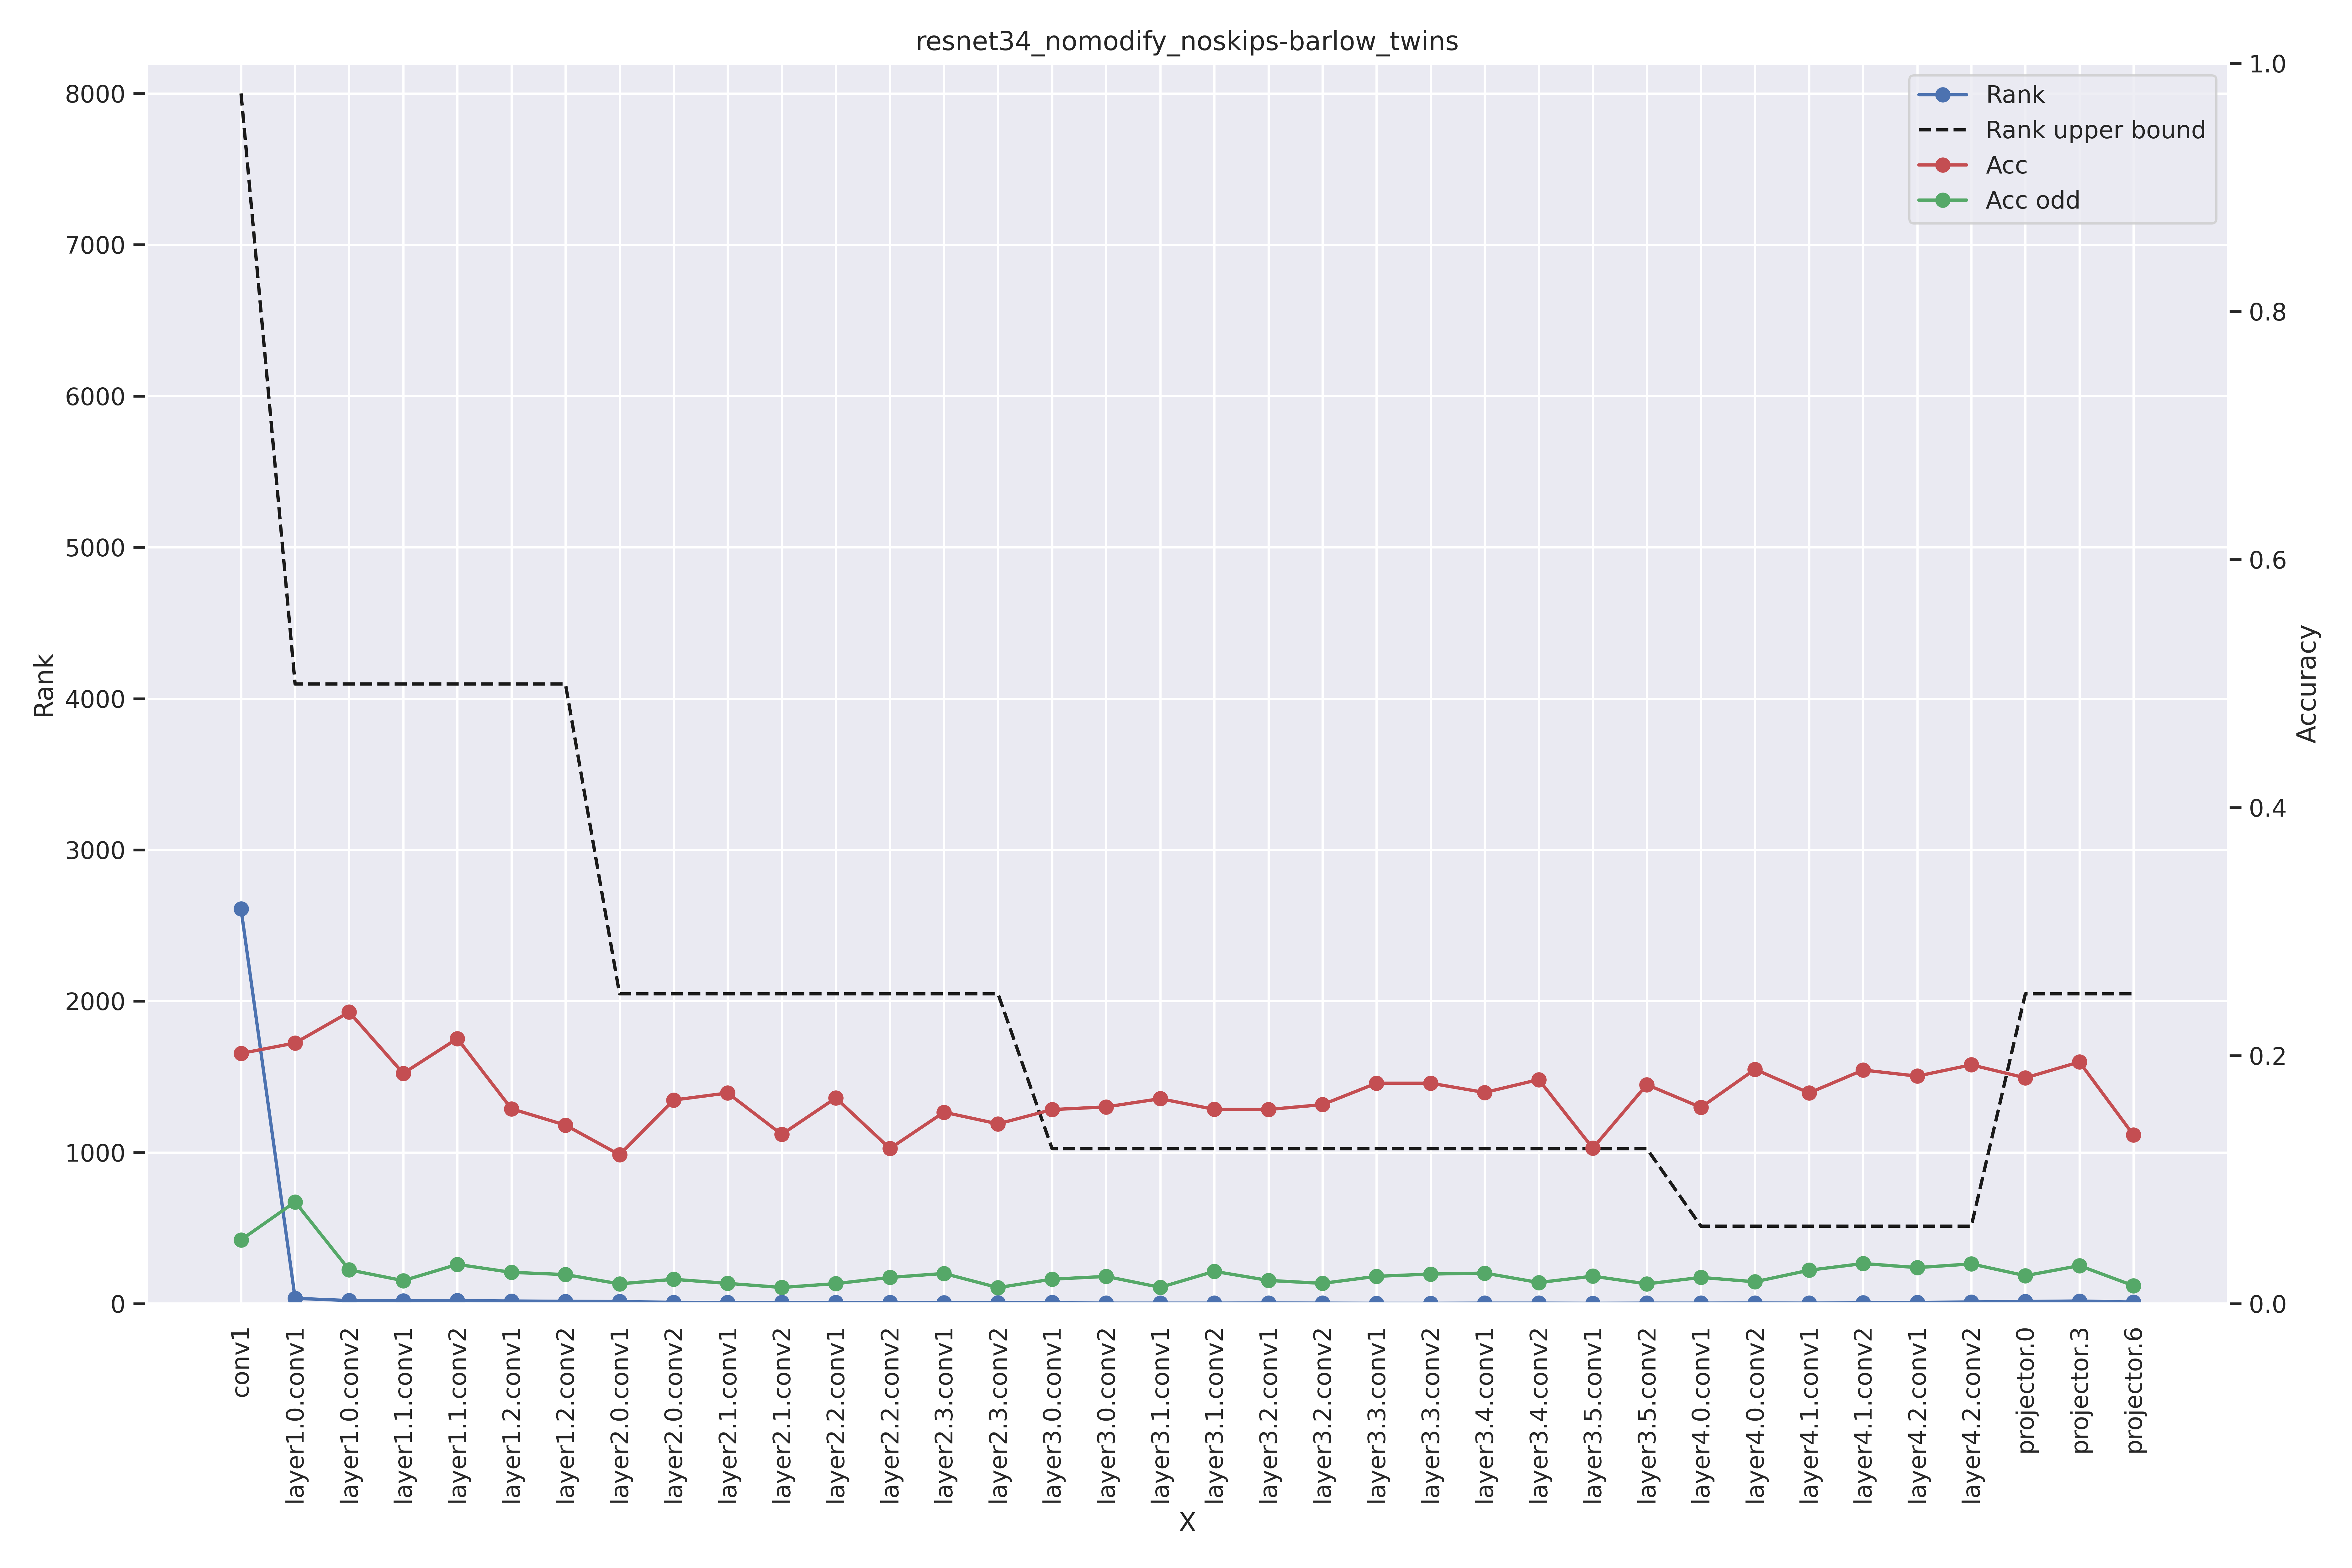 resnet34_nomodify_noskips-barlow_twins
Rank
Rank upper bound
Acc
Acc odd
8000
7000
6000
5000
4000
3000
2000
1000
0
Rank
1.0
0.8
0.6
0.4
0.2
0.0
Accuracy
conv1
layer1.0.conv1
layer1.0.conv2
layer1.1.conv1
layer1.1.conv2
layer1.2.conv1
layer1.2.conv2
layer2.0.conv1
layer2.0.conv2
layer2.1.conv1
layer2.1.conv2
layer2.2.conv1
layer2.2.conv2
layer2.3.conv1
layer2.3.conv2
layer3.0.conv1
layer3.0.conv2
layer3.1.conv1
layer3.1.conv2
layer3.2.conv1
layer3.2.conv2
layer3.3.conv1
layer3.3.conv2
layer3.4.conv1
layer3.4.conv2
layer3.5.conv1
layer3.5.conv2
layer4.0.conv1
layer4.0.conv2
layer4.1.conv1
layer4.1.conv2
layer4.2.conv1
layer4.2.conv2
projector.0
projector.3
projector.6
X